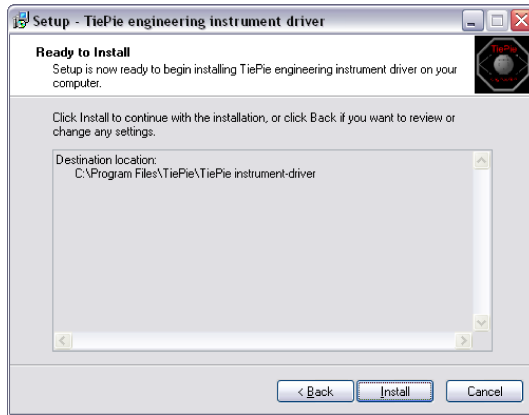 Setup - TiePie engineering instrument driver
Ready to Install
Setup is now ready to begin installing TiePie engineering instrument driver on your
computer.
TiePie
Click Install to continue with the installation, or click Back if you want to review or
change any settings.
Destination location:
C:\Program Files\TiePie\TiePie instrument-driver
< Back
Install
Cancel